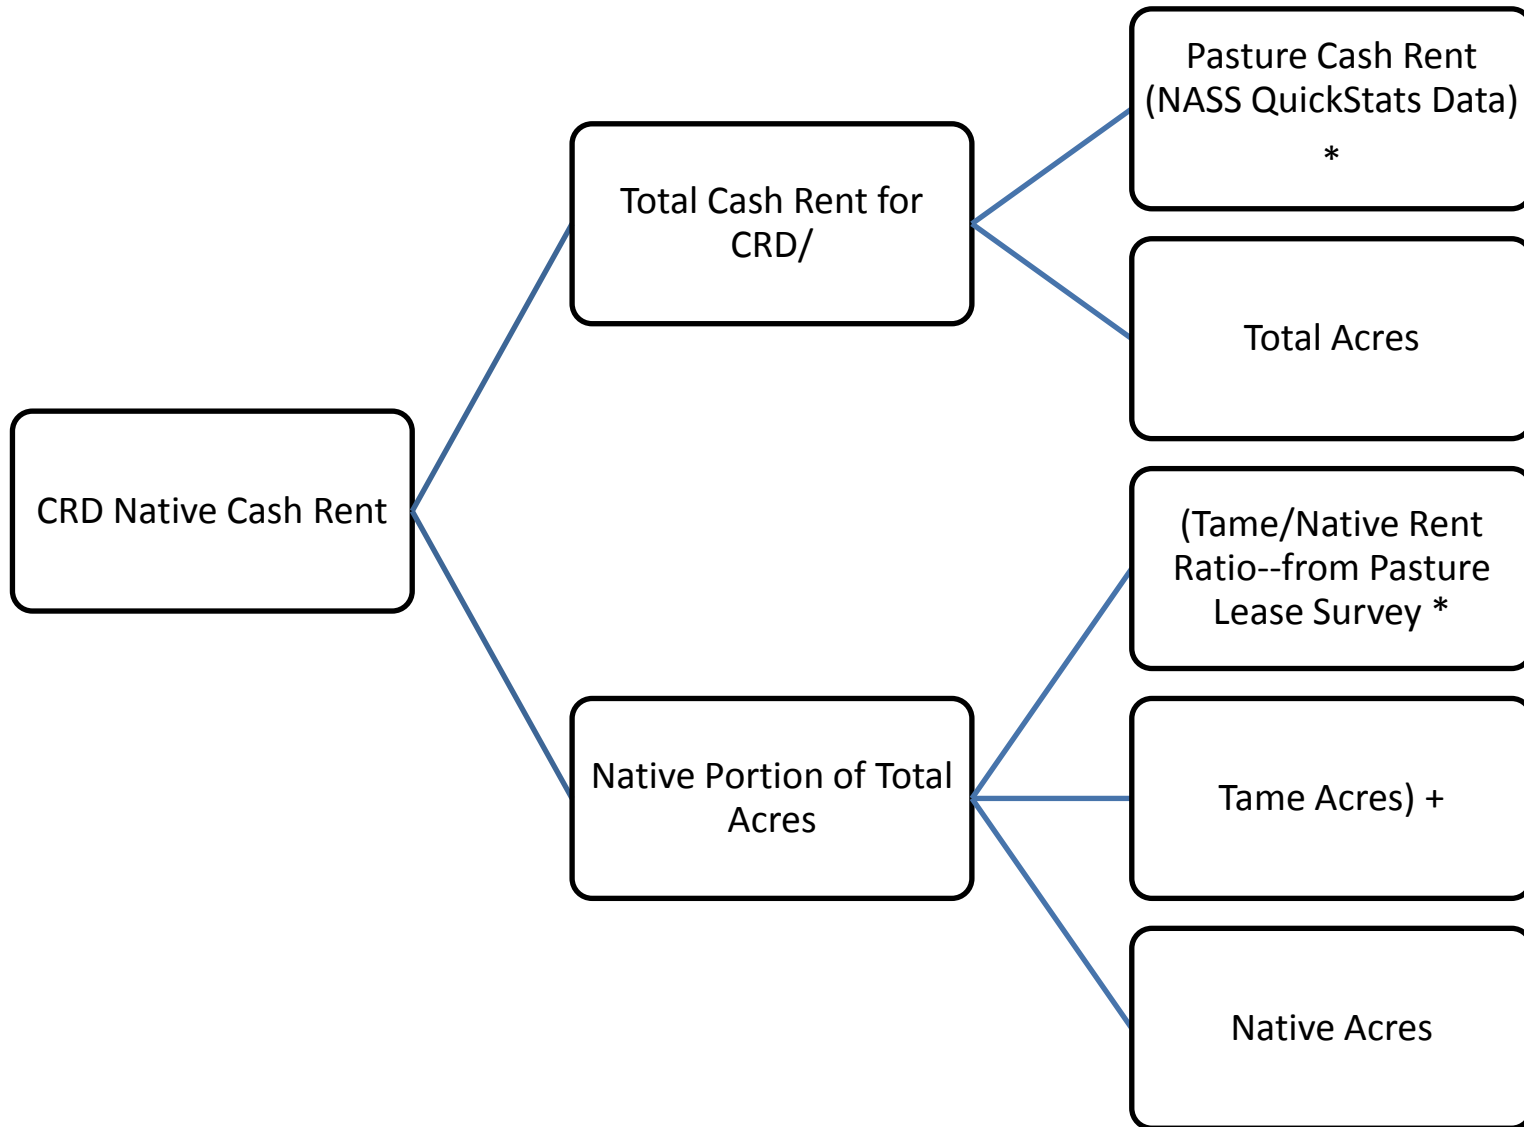 CRD Native Cash Rent
Total Cash Rent for
CRD/
Pasture Cash Rent
(NASS QuickStats Data)
*
Total Acres
Native Portion of Total
Acres
(Tame/Native Rent
Ratio--from Pasture
Lease Survey *
Tame Acres) +
Native Acres